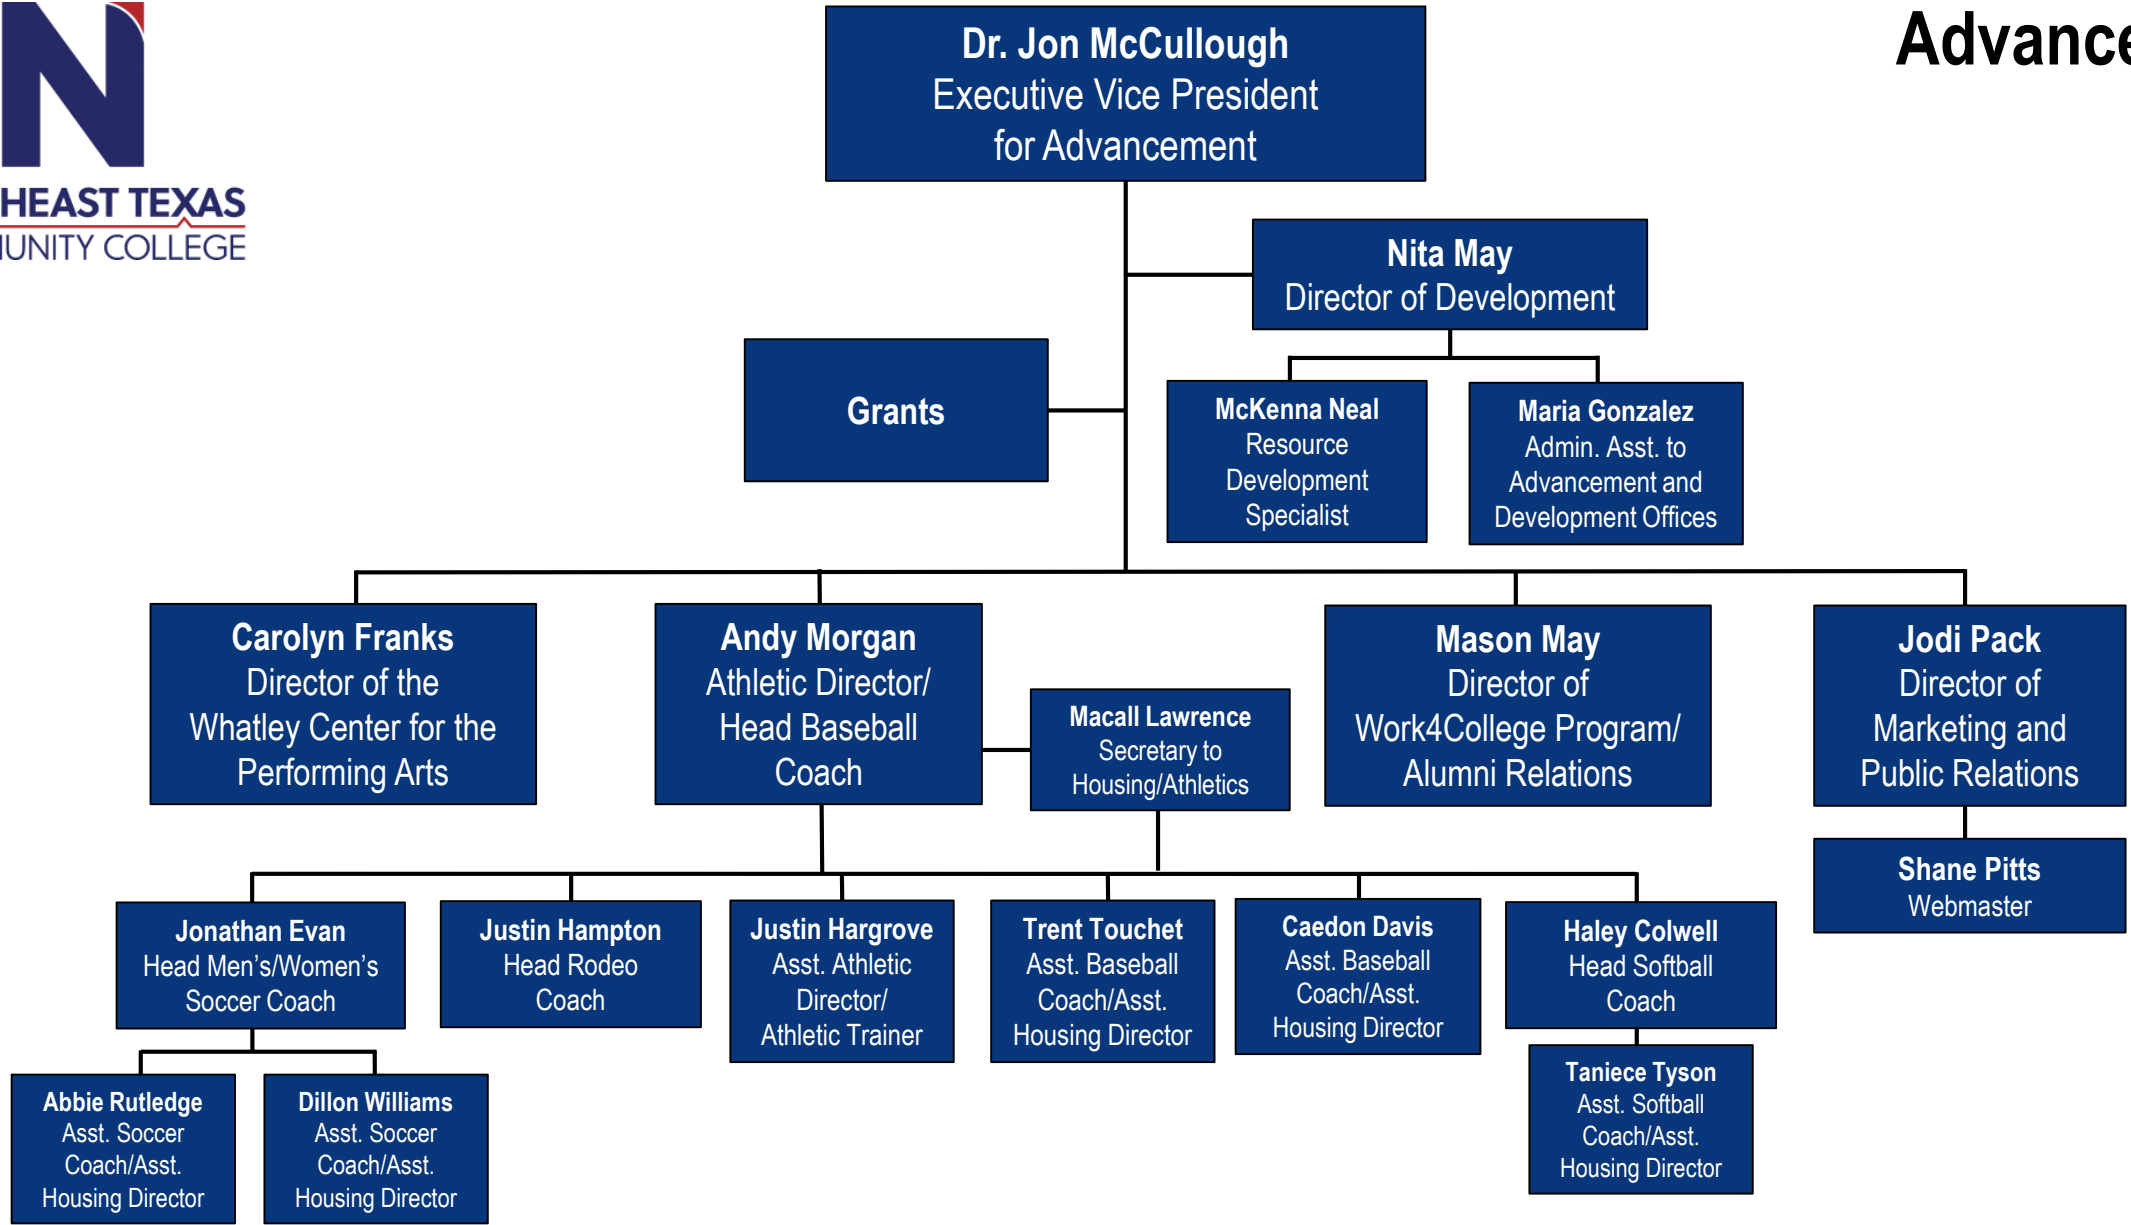 N
HEAST TEXAS
UNITY COLLEGE
Advance
Dr. Jon McCullough
Executive Vice President
for Advancement
Nita May
Director of Development
Grants
McKenna Neal
Resource
Development
Specialist
Maria Gonzalez
Admin. Asst. to
Advancement and
Development Offices
Carolyn Franks
Director of the
Whatley Center for the
Performing Arts
Andy Morgan
Athletic Director/
Head Baseball
Coach
Macall Lawrence
Secretary to
Housing/Athletics
Mason May
Director of
Work4College Program/
Alumni Relations
Jodi Pack
Director of
Marketing and
Public Relations
Shane Pitts
Webmaster
Jonathan Evan
Head Men’s/Women’s
Soccer Coach
Justin Hampton
Head Rodeo
Coach
Justin Hargrove
Asst. Athletic
Director/
Athletic Trainer
Trent Touchet
Asst. Baseball
Coach/Asst.
Housing Director
Caedon Davis
Asst. Baseball
Coach/Asst.
Housing Director
Haley Colwell
Head Softball
Coach
Abbie Rutledge
Asst. Soccer
Coach/Asst.
Housing Director
Dillon Williams
Asst. Soccer
Coach/Asst.
Housing Director
Taniece Tyson
Asst. Softball
Coach/Asst.
Housing Director